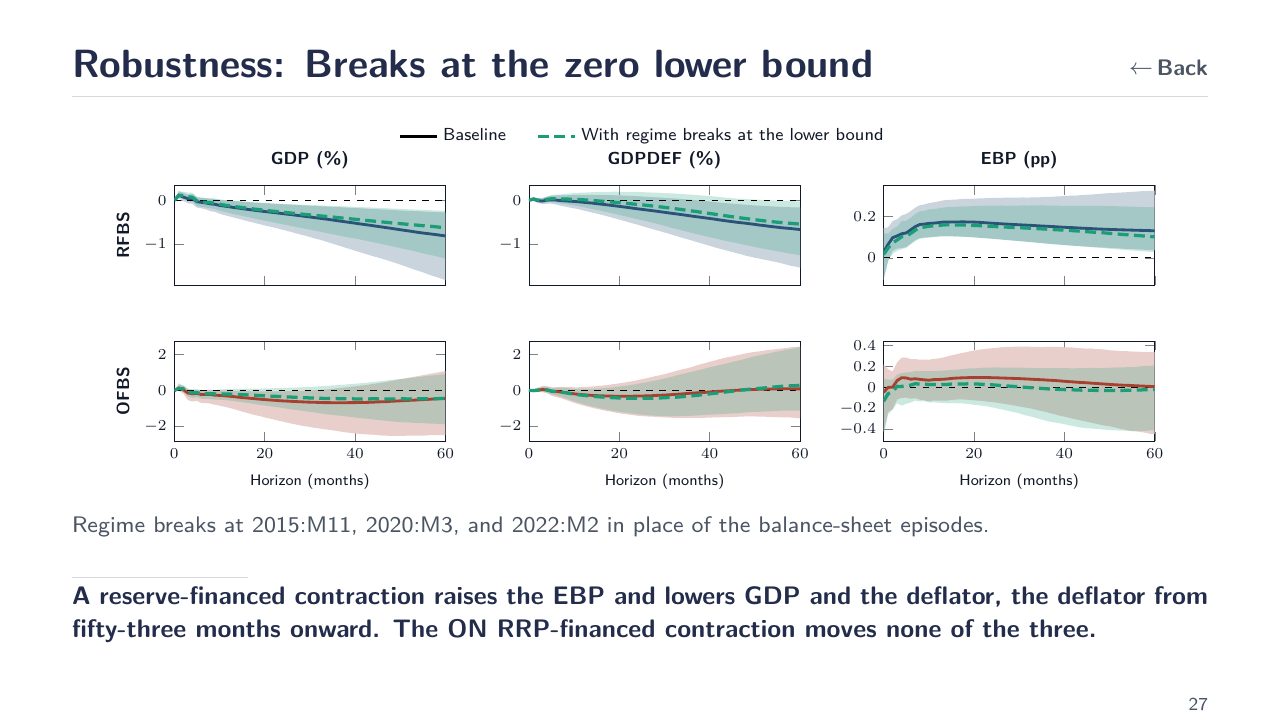 Robustness: Breaks at the zero lower bound
← Back
Baseline
With regime breaks at the lower bound
GDP (%)
GDPDEF (%)
EBP (pp)
RFBS
0
−1
0
−1
0.2
0
OFBS
2
0
−2
2
0
−2
0.4
0.2
0
−0.2
−0.4
0 20 40 60
0 20 40 60
0 20 40 60
Horizon (months)
Horizon (months)
Horizon (months)
Regime breaks at 2015:M11, 2020:M3, and 2022:M2 in place of the balance-sheet episodes.
A reserve-financed contraction raises the EBP and lowers GDP and the deflator, the deflator from
fifty-three months onward. The ON RRP-financed contraction moves none of the three.
27